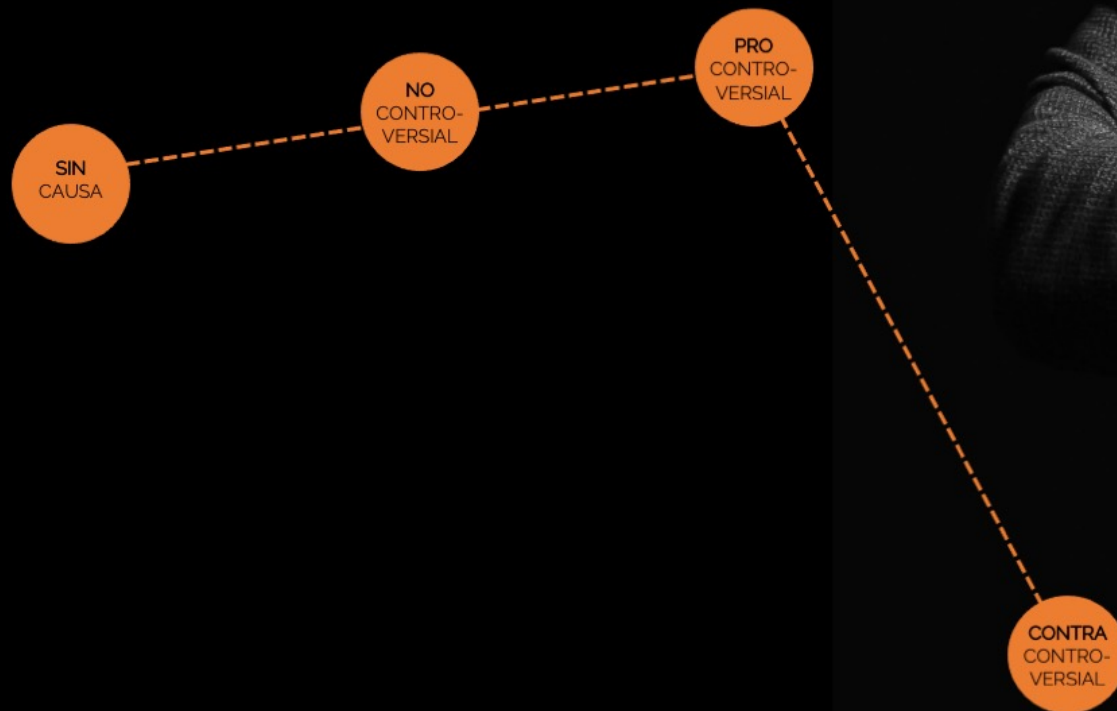 SIN
CAUSA
NO
CONTRO-
VERSIAL
PRO
CONTRO-
VERSIAL
CONTRA
CONTRO-
VERSIAL